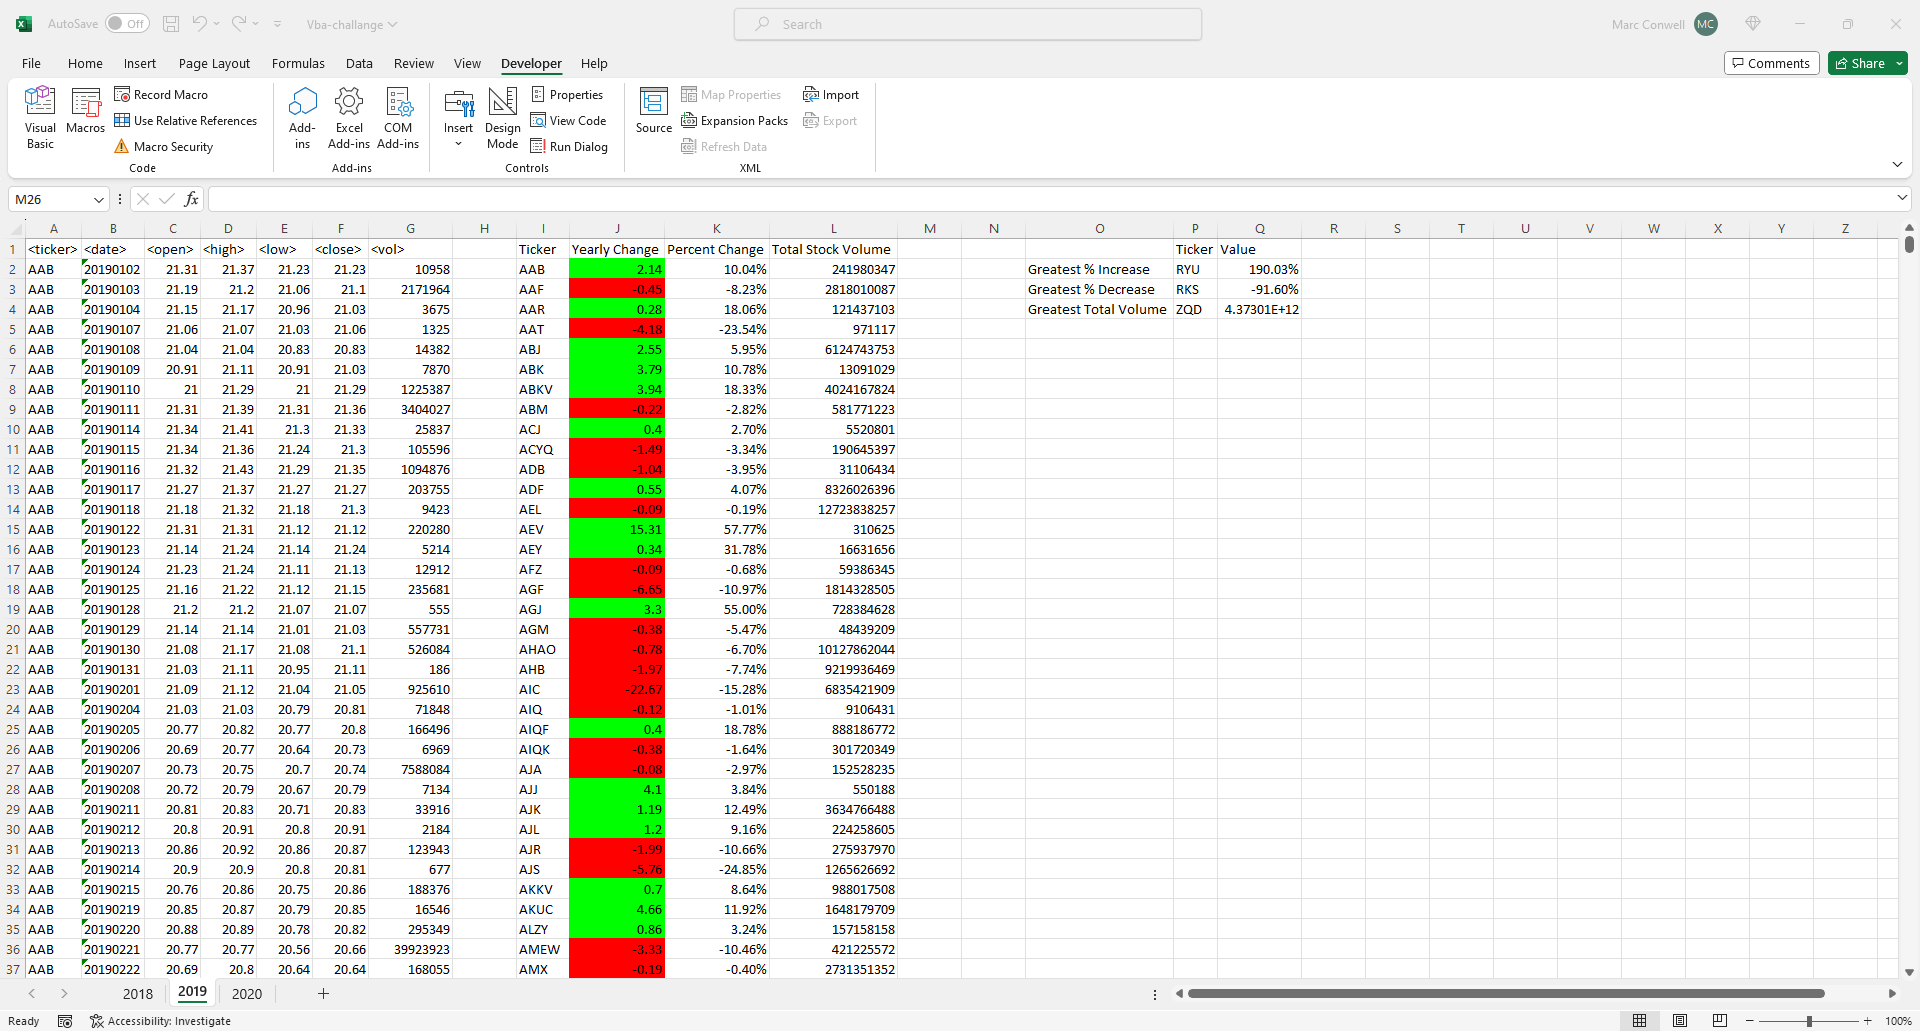 AutoSave Off Vba-challange Search Marc Conwell MC
File Home Insert Page Layout Formulas Data Review View Developer Help Comments Share
Visual Basic Macros Record Macro Use Relative References Macro Security Code
Add-ins Excel Add-ins COM Add-ins Add-ins
Insert Design Mode Properties View Code Run Dialog Controls
Source Map Properties Expansion Packs Refresh Data Import Export XML
M26 fx
A B C D E F G H I J K L M N O P Q R S T U V W X Y Z
1 <ticker> <date> <open> <high> <low> <close> <vol> Ticker Yearly Change Percent Change Total Stock Volume Ticker Value
2 AAB 20190102 21.31 21.37 21.23 21.23 10958 AAB 2.14 10.04% 241980347 Greatest % Increase RYU 190.03%
3 AAB 20190103 21.19 21.2 21.06 21.1 2171964 AAF -0.45 -8.23% 2818010087 Greatest % Decrease RKS -91.60%
4 AAB 20190104 21.15 21.17 20.96 21.03 3675 AAR 0.28 18.06% 121437103 Greatest Total Volume ZQD 4.37301E+12
5 AAB 20190107 21.06 21.07 21.03 21.06 1325 AAT -4.18 -23.54% 971117
6 AAB 20190108 21.04 21.04 20.83 20.83 14382 ABJ 2.55 5.95% 6124743753
7 AAB 20190109 20.91 21.11 20.91 21.03 7870 ABK 3.79 10.78% 13091029
8 AAB 20190110 21 21.29 21 21.29 1225387 ABKV 3.94 18.33% 4024167824
9 AAB 20190111 21.31 21.39 21.31 21.36 3404027 ABM -0.22 -2.82% 581771223
10 AAB 20190114 21.34 21.41 21.3 21.33 25837 ACJ 0.4 2.70% 5520801
11 AAB 20190115 21.34 21.36 21.24 21.3 105596 ACYQ -1.49 -3.34% 190645397
12 AAB 20190116 21.32 21.43 21.29 21.35 1094876 ADB -1.04 -3.95% 31106434
13 AAB 20190117 21.27 21.37 21.27 21.27 203755 ADF 0.55 4.07% 8326026396
14 AAB 20190118 21.18 21.32 21.18 21.3 9423 AEL -0.09 -0.19% 12723838257
15 AAB 20190122 21.31 21.31 21.12 21.12 220280 AEV 15.31 57.77% 310625
16 AAB 20190123 21.14 21.24 21.14 21.24 5214 AEY 0.34 31.78% 16631656
17 AAB 20190124 21.23 21.24 21.11 21.13 12912 AFZ -0.09 -0.68% 59386345
18 AAB 20190125 21.16 21.22 21.12 21.15 235681 AGF -6.65 -10.97% 1814328505
19 AAB 20190128 21.2 21.2 21.07 21.07 555 AGJ 3.3 55.00% 728384628
20 AAB 20190129 21.14 21.14 21.01 21.03 557731 AGM -0.38 -5.47% 48439209
21 AAB 20190130 21.08 21.17 21.08 21.1 526084 AHAO -0.78 -6.70% 10127862044
22 AAB 20190131 21.03 21.11 20.95 21.11 186 AHB -1.97 -7.74% 9219936469
23 AAB 20190201 21.09 21.12 21.04 21.05 925610 AIC -22.67 -15.28% 6835421909
24 AAB 20190204 21.03 21.03 20.79 20.81 71848 AIQ -0.12 -1.01% 9106431
25 AAB 20190205 20.77 20.82 20.77 20.8 166496 AIQF 0.4 18.78% 888186772
26 AAB 20190206 20.69 20.77 20.64 20.73 6969 AIQK -0.38 -1.64% 301720349
27 AAB 20190207 20.73 20.75 20.7 20.74 7588084 AJA -0.08 -2.97% 152528235
28 AAB 20190208 20.72 20.79 20.67 20.79 7134 AJJ 4.1 3.84% 550188
29 AAB 20190211 20.81 20.83 20.71 20.83 33916 AJK 1.19 12.49% 3634766488
30 AAB 20190212 20.8 20.91 20.8 20.91 2184 AJL 1.2 9.16% 224258605
31 AAB 20190213 20.86 20.92 20.86 20.87 123943 AJR -1.99 -10.66% 275937970
32 AAB 20190214 20.9 20.9 20.8 20.81 677 AJS -5.76 -24.85% 1265626692
33 AAB 20190215 20.76 20.86 20.75 20.86 188376 AKKV 0.7 8.64% 988017508
34 AAB 20190219 20.85 20.87 20.79 20.85 16546 AKUC 4.66 11.92% 1648179709
35 AAB 20190220 20.88 20.89 20.78 20.82 295349 ALZY 0.86 3.24% 157158158
36 AAB 20190221 20.77 20.77 20.56 20.66 39923923 AMEW -3.33 -10.46% 421225572
37 AAB 20190222 20.69 20.8 20.64 20.64 168055 AMX -0.19 -0.40% 2731351352
2018 2019 2020
Ready Accessibility: Investigate 100%